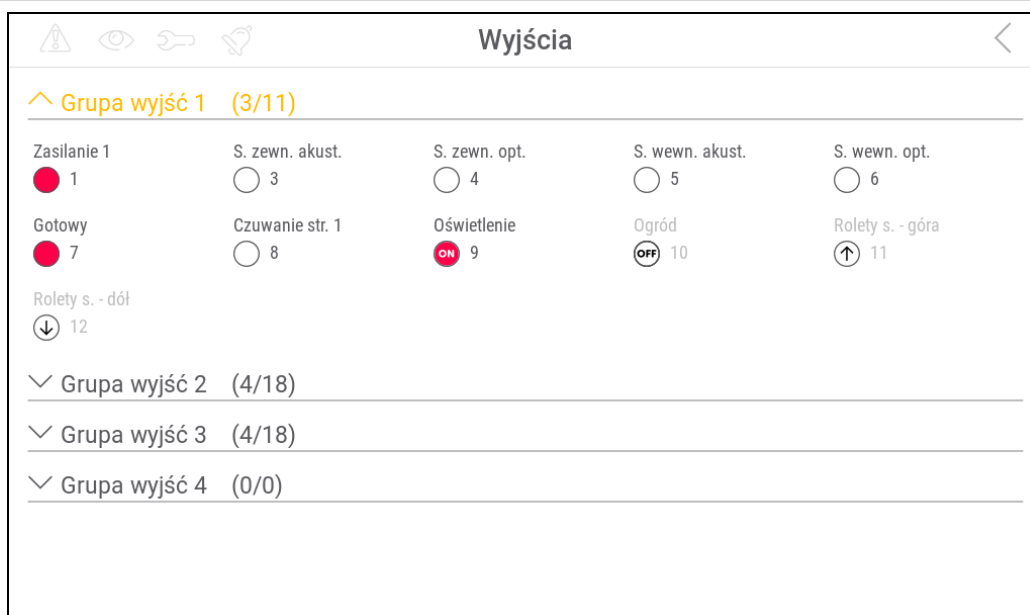 Wyjścia
Grupa wyjść 1 (3/11)
Zasilanie 1 S. zewn. akust. S. zewn. opt. S. wewn. akust. S. wewn. opt.
1 3 4 5 6
Gotowy Czuwanie str. 1 Oświetlenie Ogród Rolety s. - góra
7 8 ON 9 OFF 10 11
Rolety s. - dół
12
Grupa wyjść 2 (4/18)
Grupa wyjść 3 (4/18)
Grupa wyjść 4 (0/0)